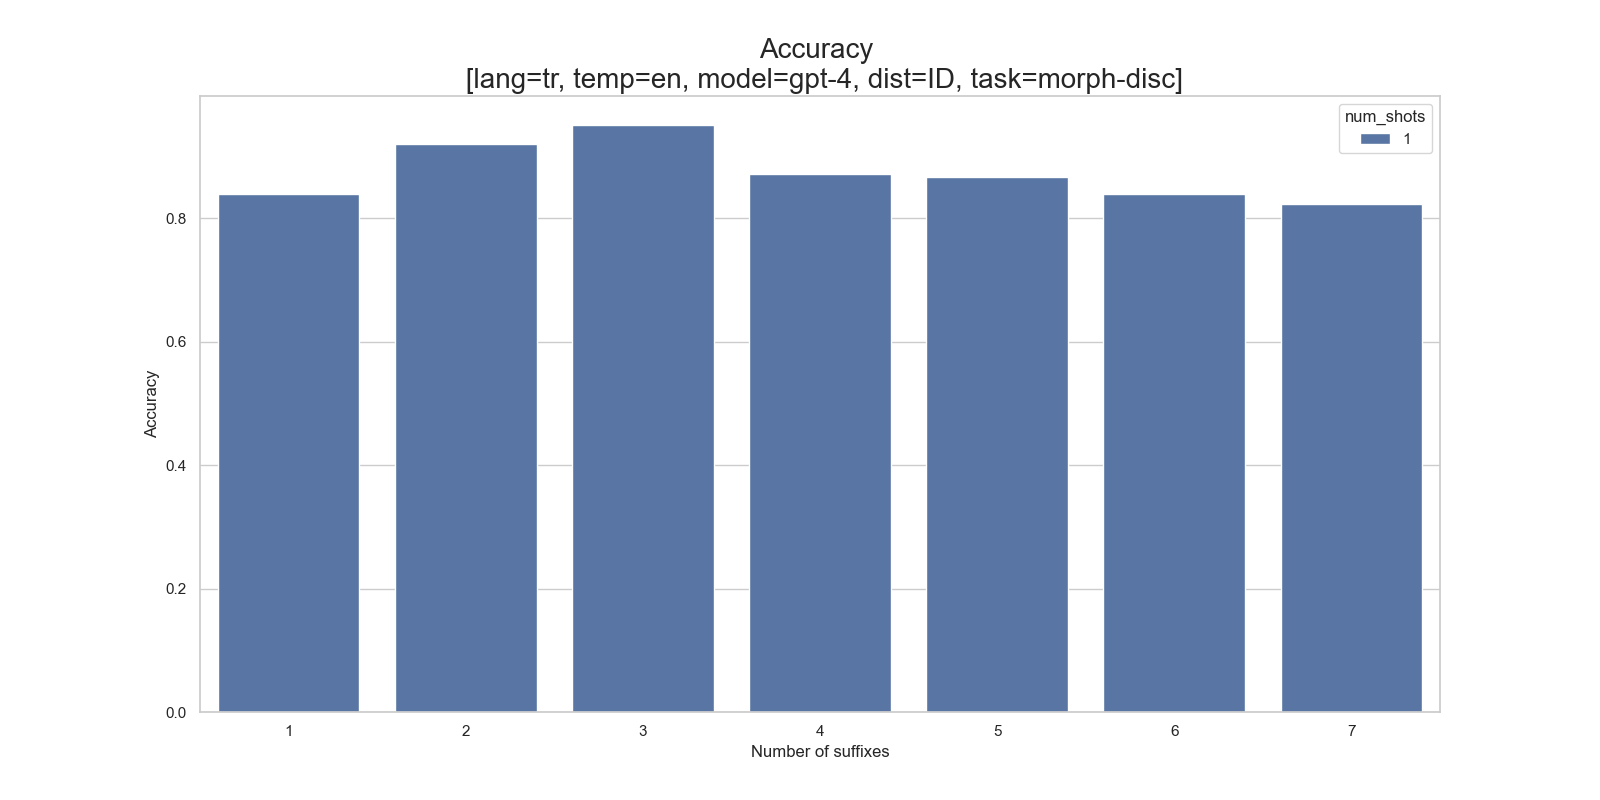 Accuracy
[lang=tr, temp=en, model=gpt-4, dist=ID, task=morph-disc]
num_shots
1
0.8
0.6
0.4
0.2
0.0
Accuracy
1 2 3 4 5 6 7
Number of suffixes